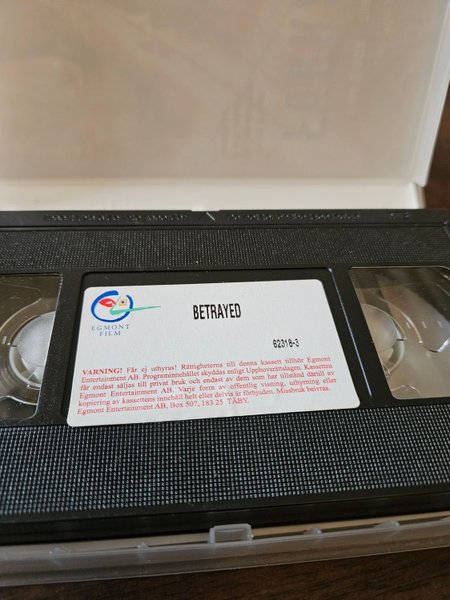 BETRAYED
EGMONT
FILM
62318-3
VARNING! Får ej uthyras! Rättigheterna till denna kassett tillhör Egmont
Entertainment AB. Programinnehållet skyddas enligt Upphovsrättslagen. Kassetten
får endast säljas till privat bruk och endast av dem som har tillstånd därtill av
Egmont Entertainment AB. Varje form av offentlig visning, uthyrning eller
kopiering av kassettens innehåll helt eller delvis är förbjuden. Missbruk beivras.
Egmont Entertainment AB, Box 507, 183 25 TÄBY.